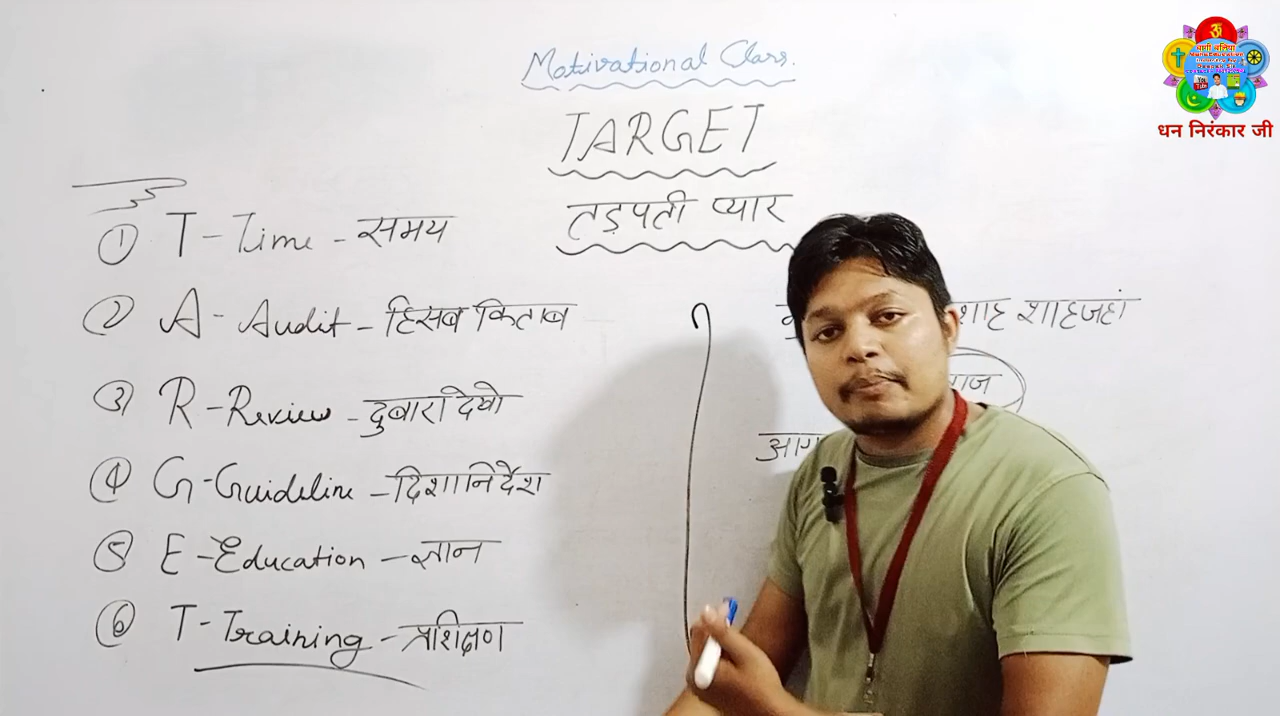 Motivational Class.
TARGET
तड़पती प्यार
① T - Time - समय
② A - Audit - हिसब किताब
③ R - Review - दुबारा देखो
④ G - Guideline - दिशानिर्देश
⑤ E - Education - ज्ञान
⑥ T - Training - प्रशिक्षण
शाह शाहजहां
धन निरंकार जी